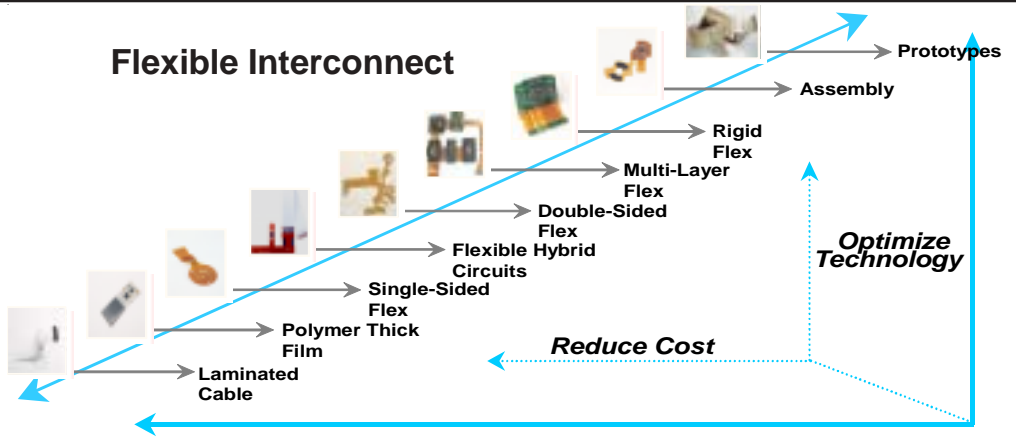 Flexible Interconnect
Prototypes
Assembly
Rigid
Flex
Multi-Layer
Flex
Double-Sided
Flex
Flexible Hybrid
Circuits
Single-Sided
Flex
Polymer Thick
Film
Laminated
Cable
Optimize
Technology
Reduce Cost